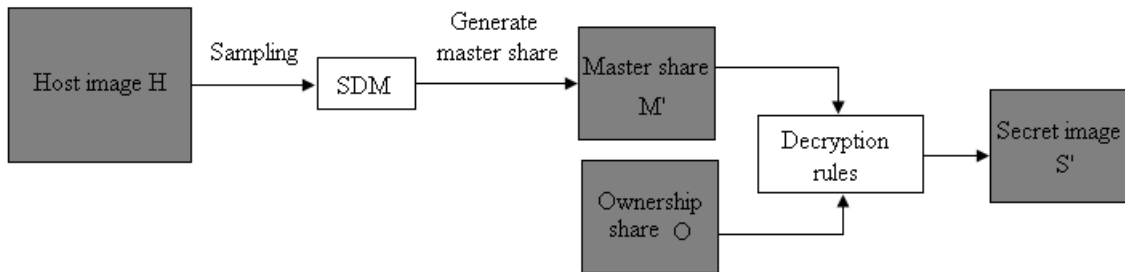 Host image H
Sampling
SDM
Generate
master share
Master share
M'
Ownership
share O
Decryption
rules
Secret image
S'